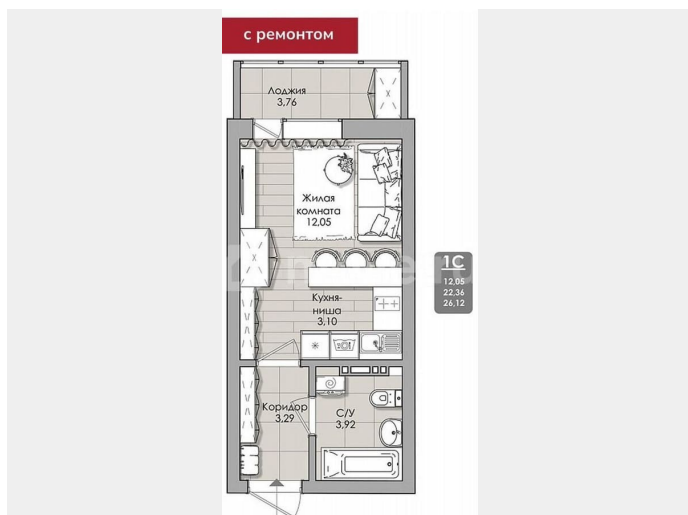 с ремонтом
Лоджия
3,76
Жилая
комната
12,05
1С
12,05
22,36
26,12
Кухня-
ниша
3,10
Коридор
3,29
С/У
3,92